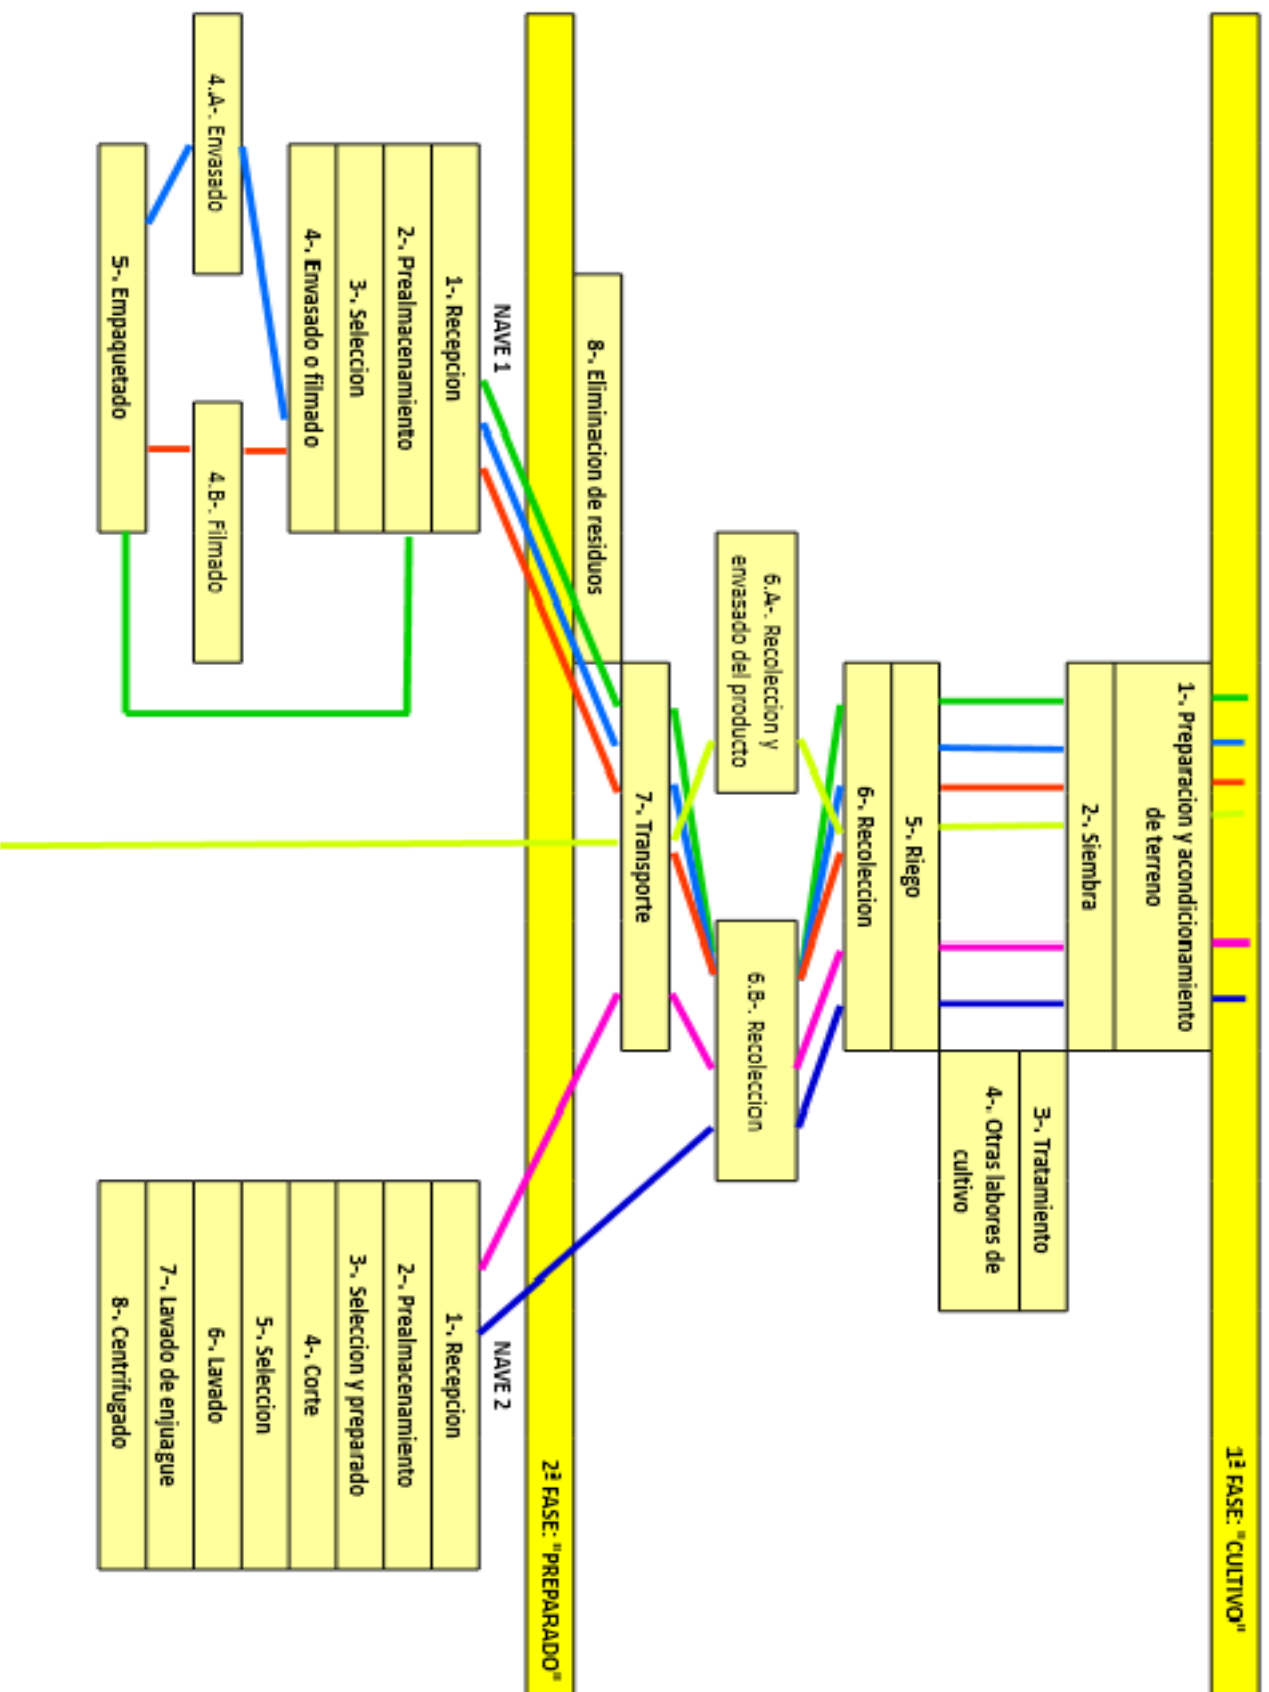 1ª FASE: "CULTIVO"
1-. Preparacion y acondicionamiento
de terreno
2-. Siembra
3-. Tratamiento
4-. Otras labores de
cultivo
5-. Riego
6-. Recoleccion
6.A-. Recoleccion y
envasado del producto
6.B-. Recoleccion
7-. Transporte
8-. Eliminacion de residuos
2ª FASE: "PREPARADO"
NAVE 1
1-. Recepcion
2-. Prealmacenamiento
3-. Seleccion
4-. Envasado o filmado
4.A-. Envasado
4.B-. Filmado
5-. Empaquetado
NAVE 2
1-. Recepcion
2-. Prealmacenamiento
3-. Seleccion y preparado
4-. Corte
5-. Seleccion
6-. Lavado
7-. Lavado de enjuague
8-. Centrifugado